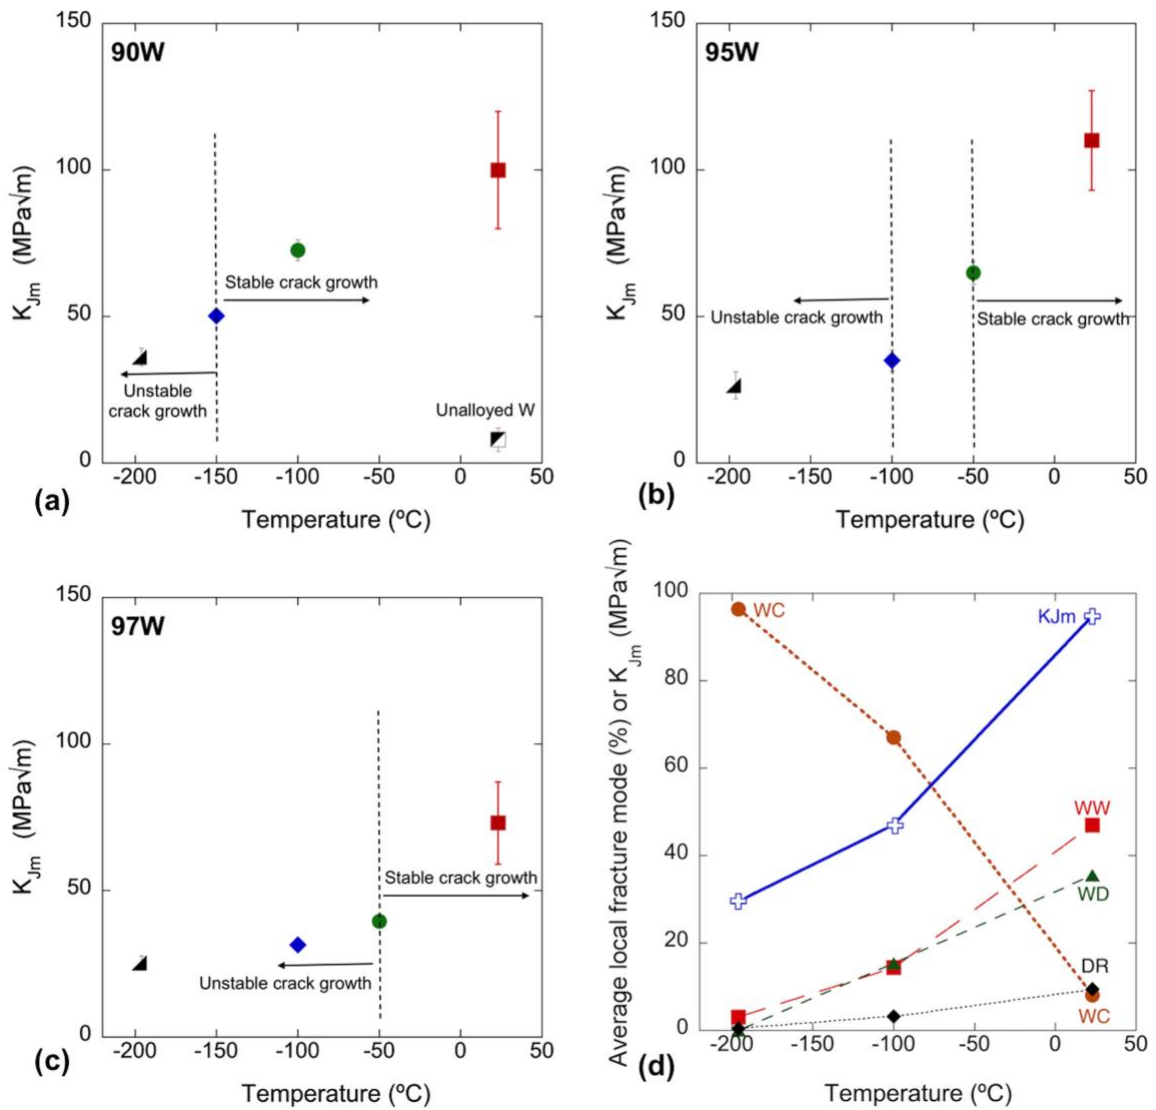 90W
150
100
50
0
K_Jm (MPa√m)
Stable crack growth
Unstable
crack growth
Unalloyed W
-200 -150 -100 -50 0 50
Temperature (ºC)
(a)
95W
150
100
50
0
K_Jm (MPa√m)
Unstable crack growth
Stable crack growth
-200 -150 -100 -50 0 50
Temperature (ºC)
(b)
97W
150
100
50
0
K_Jm (MPa√m)
Stable crack growth
Unstable crack growth
-200 -150 -100 -50 0 50
Temperature (ºC)
(c)
Average local fracture mode (%) or K_Jm (MPa√m)
100
80
60
40
20
0
WC
KJm
WW
WD
DR
WC
-200 -150 -100 -50 0 50
Temperature (ºC)
(d)